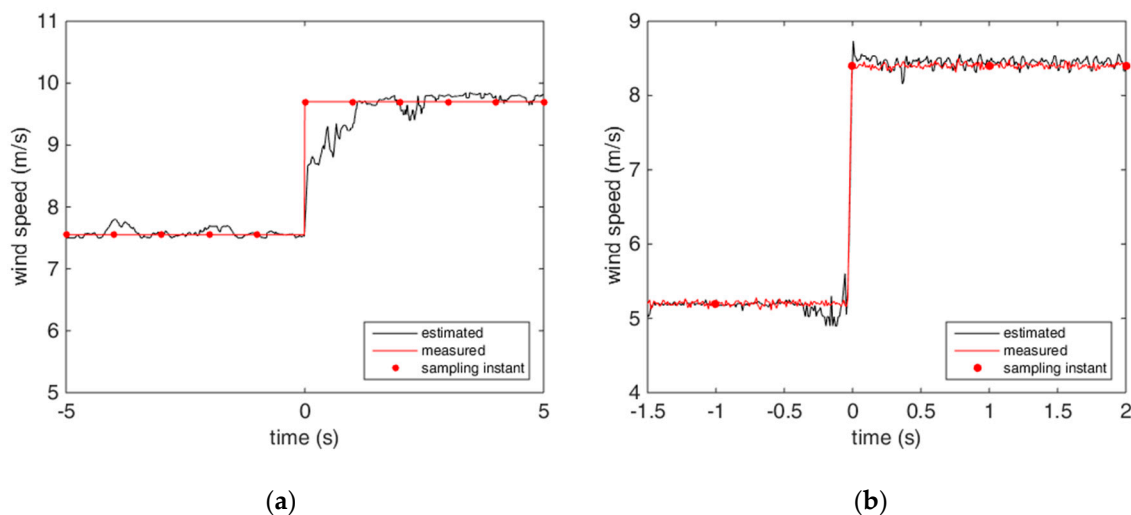 11
10
9
8
7
6
5
wind speed (m/s)
-5
0
5
time (s)
estimated
measured
sampling instant
(a)
9
8
7
6
5
4
wind speed (m/s)
-1.5
-1
-0.5
0
0.5
1
1.5
2
time (s)
estimated
measured
sampling instant
(b)